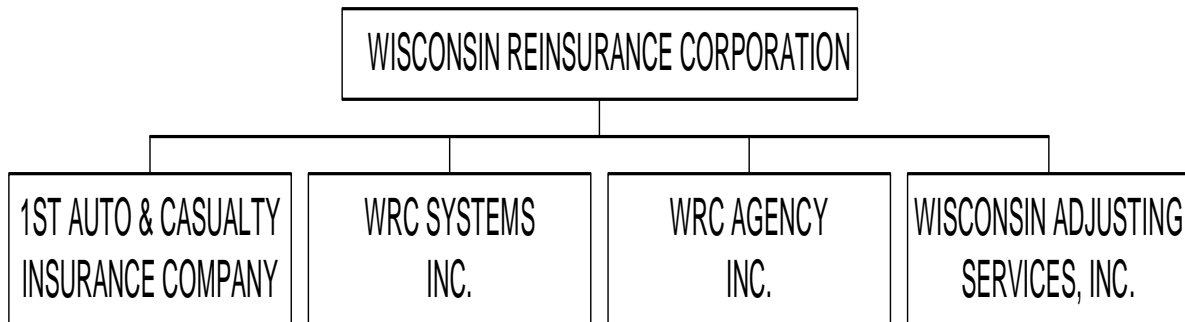 WISCONSIN REINSURANCE CORPORATION
1ST AUTO & CASUALTY
INSURANCE COMPANY
WRC SYSTEMS
INC.
WRC AGENCY
INC.
WISCONSIN ADJUSTING
SERVICES, INC.